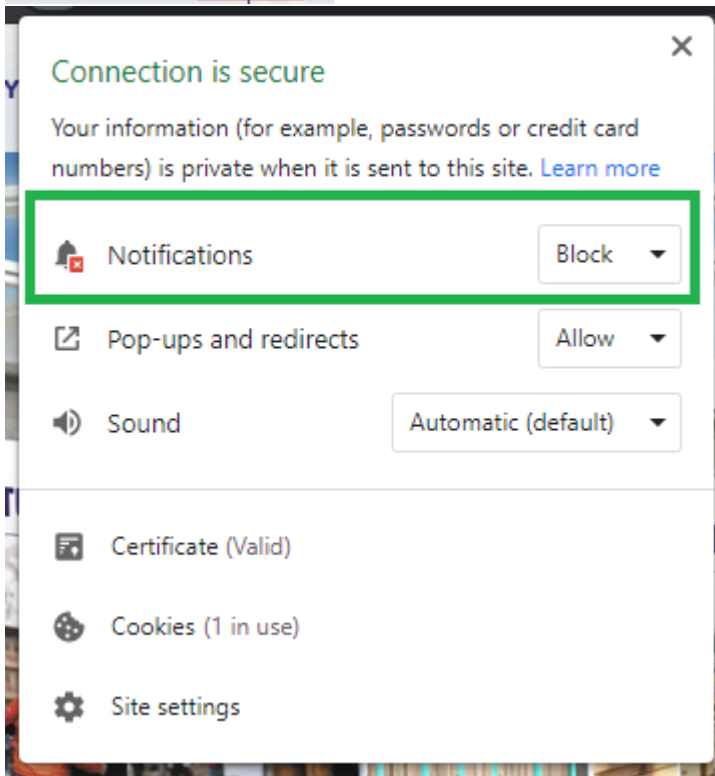 Connection is secure
Your information (for example, passwords or credit card
numbers) is private when it is sent to this site. Learn more
Notifications Block
Pop-ups and redirects Allow
Sound Automatic (default)
Certificate (Valid)
Cookies (1 in use)
Site settings